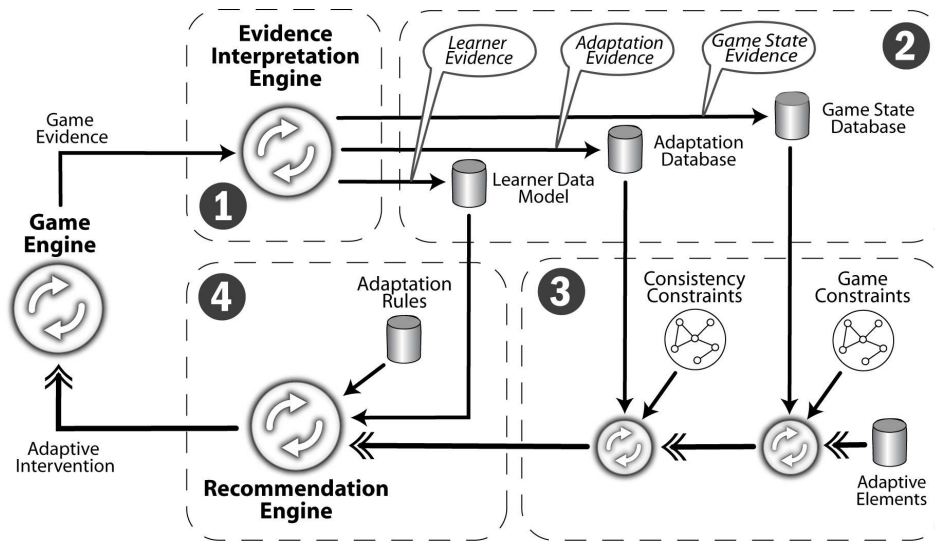 Evidence
Interpretation
Engine
Learner
Evidence
Adaptation
Evidence
Game State
Evidence
2
Game
Evidence
Game State
Database
Adaptation
Database
Learner Data
Model
1
Game
Engine
4
Adaptation
Rules
3
Consistency
Constraints
Game
Constraints
Adaptive
Intervention
Recommendation
Engine
Adaptive
Elements